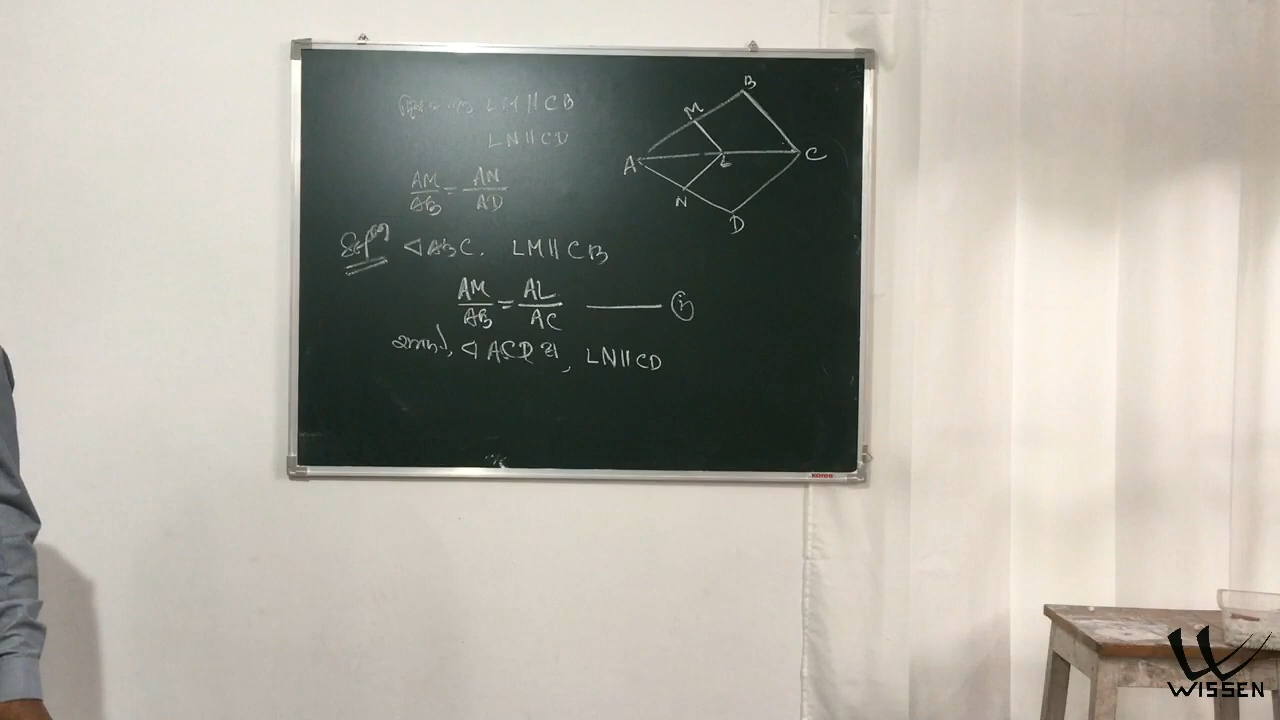 LM || CB
LN || CD
AM/AB = AN/AD
◁ ABC, LM || CB
AM/AB = AL/AC ——— (i)
◁ ACD, LN || CD
B
M
A
L
C
N
D
kores
WISSEN